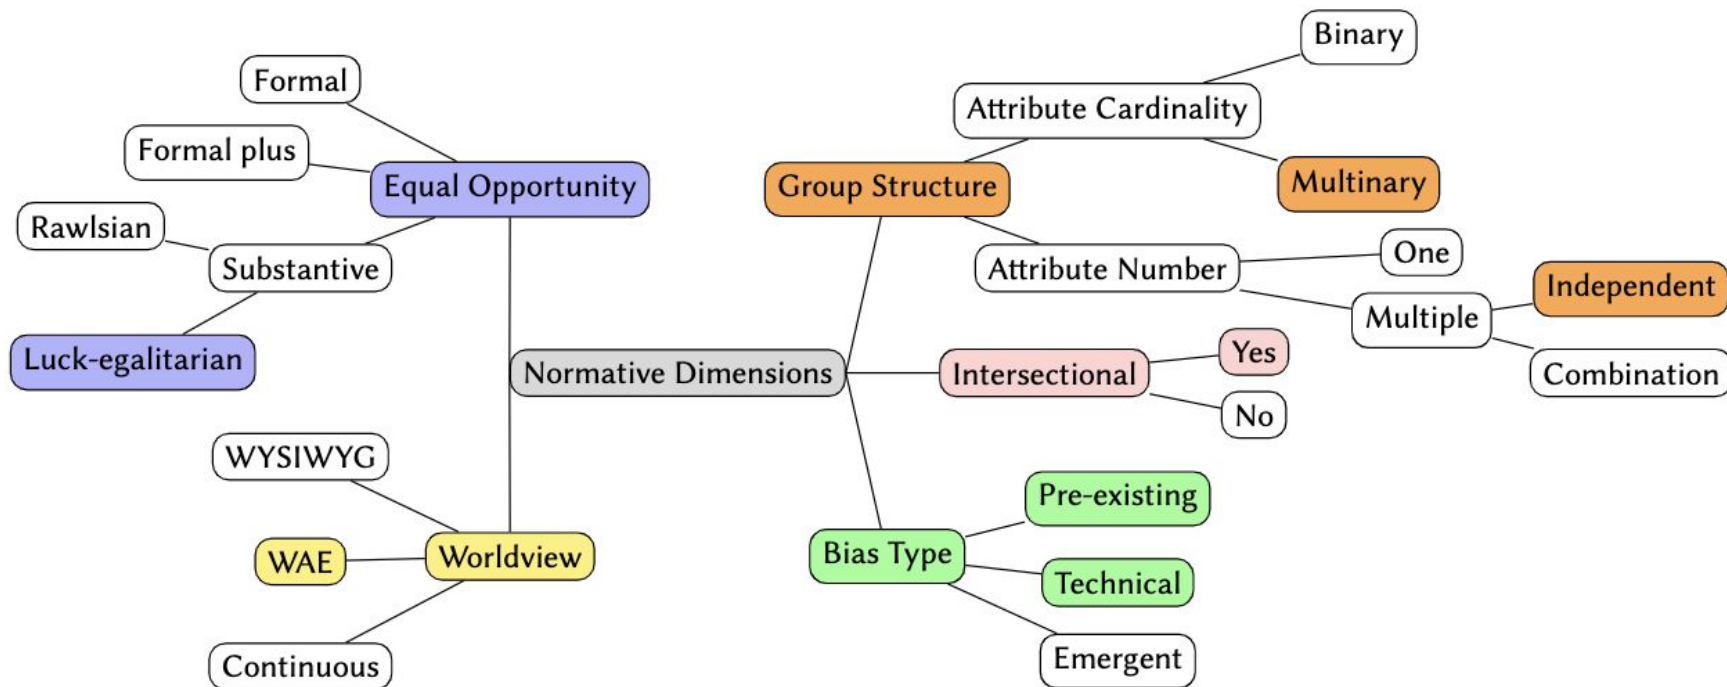 Binary
Formal
Attribute Cardinality
Formal plus
Equal Opportunity
Group Structure
Multinary
Rawlsian
Substantive
Attribute Number
One
Independent
Multiple
Luck-egalitarian
Normative Dimensions
Intersectional
Yes
Combination
No
WYSIWYG
Pre-existing
WAE
Worldview
Bias Type
Technical
Continuous
Emergent